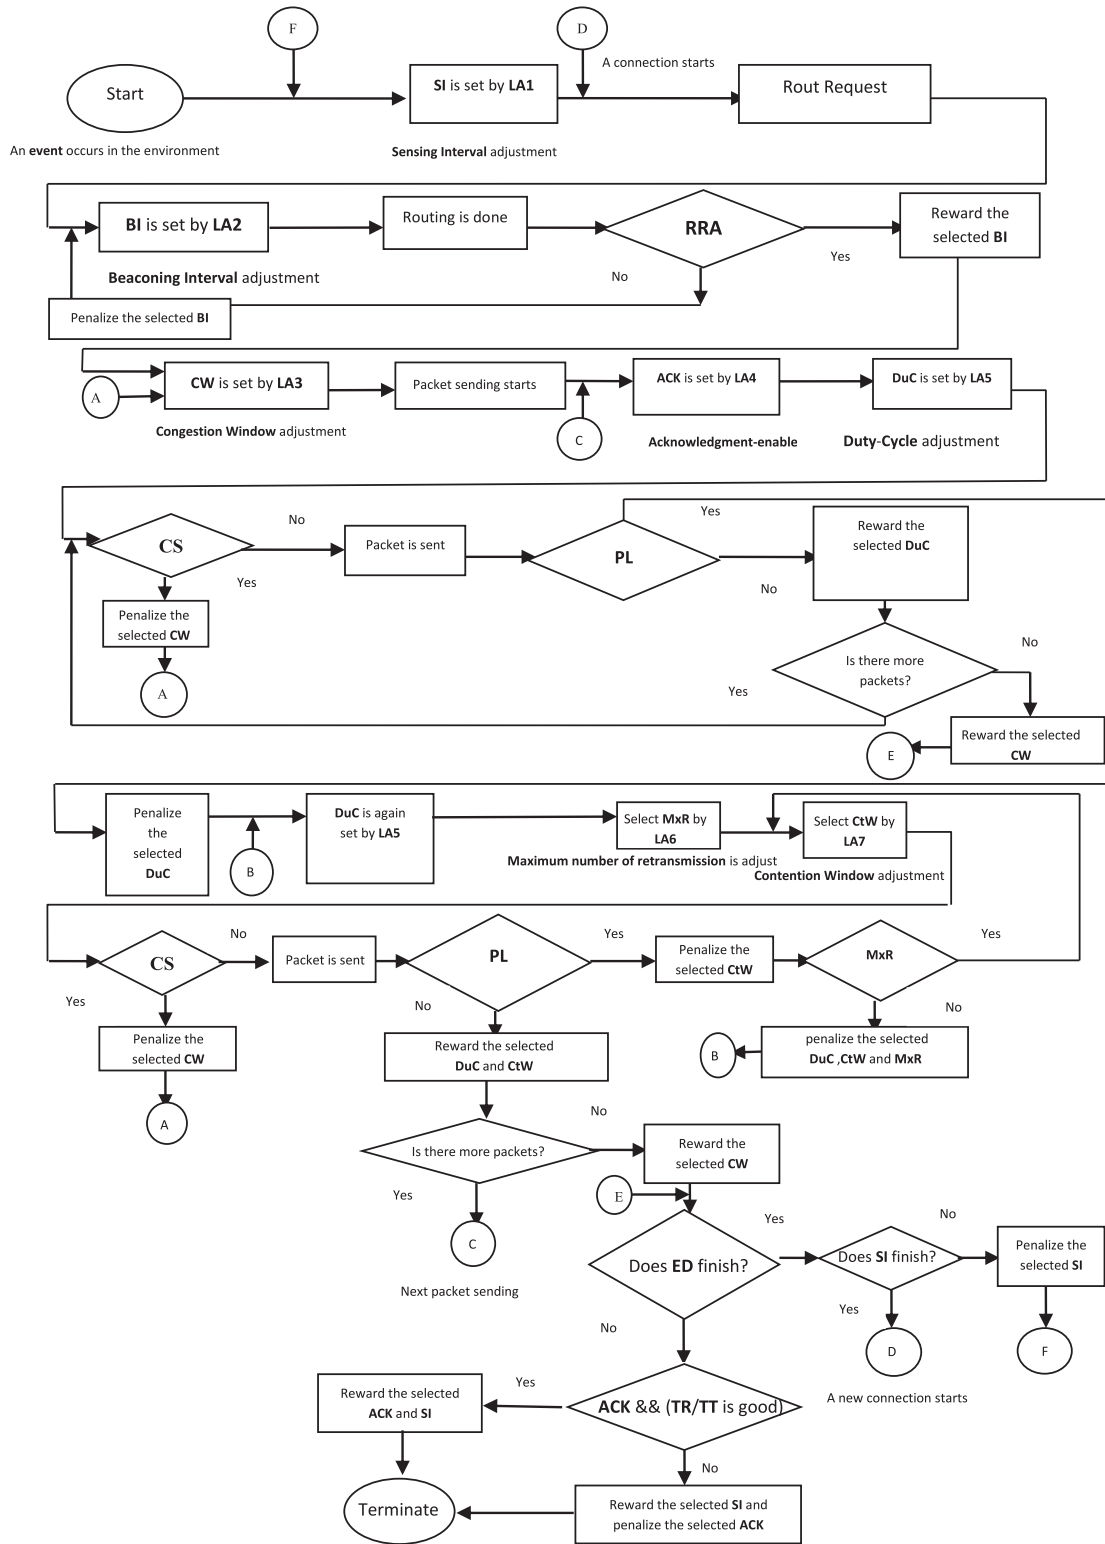 F
D
A connection starts
Start
SI is set by LA1
Rout Request
An event occurs in the environment
Sensing Interval adjustment
BI is set by LA2
Routing is done
RRA
Reward the
selected BI
Yes
No
Beaconing Interval adjustment
Penalize the selected BI
A
CW is set by LA3
Packet sending starts
ACK is set by LA4
DuC is set by LA5
Congestion Window adjustment
C
Acknowledgment-enable
Duty-Cycle adjustment
CS
No
Yes
Packet is sent
PL
Yes
No
Reward the
selected DuC
Penalize the
selected CW
A
Is there more
packets?
No
Yes
Reward the selected
CW
E
Penalize
the
selected
DuC
B
DuC is again
set by LA5
Select MxR by
LA6
Select CtW by
LA7
Maximum number of retransmission is adjust
Contention Window adjustment
CS
No
Yes
Packet is sent
PL
Yes
No
Penalize the
selected CtW
MxR
Yes
No
Penalize the
selected CW
A
Reward the selected
DuC and CtW
B
penalize the selected
DuC ,CtW and MxR
Is there more packets?
No
Yes
Reward the
selected CW
E
C
Next packet sending
Does ED finish?
Yes
No
Does SI finish?
No
Yes
Penalize the
selected SI
D
F
A new connection starts
ACK && (TR/TT is good)
Yes
No
Reward the selected
ACK and SI
Terminate
Reward the selected SI and
penalize the selected ACK